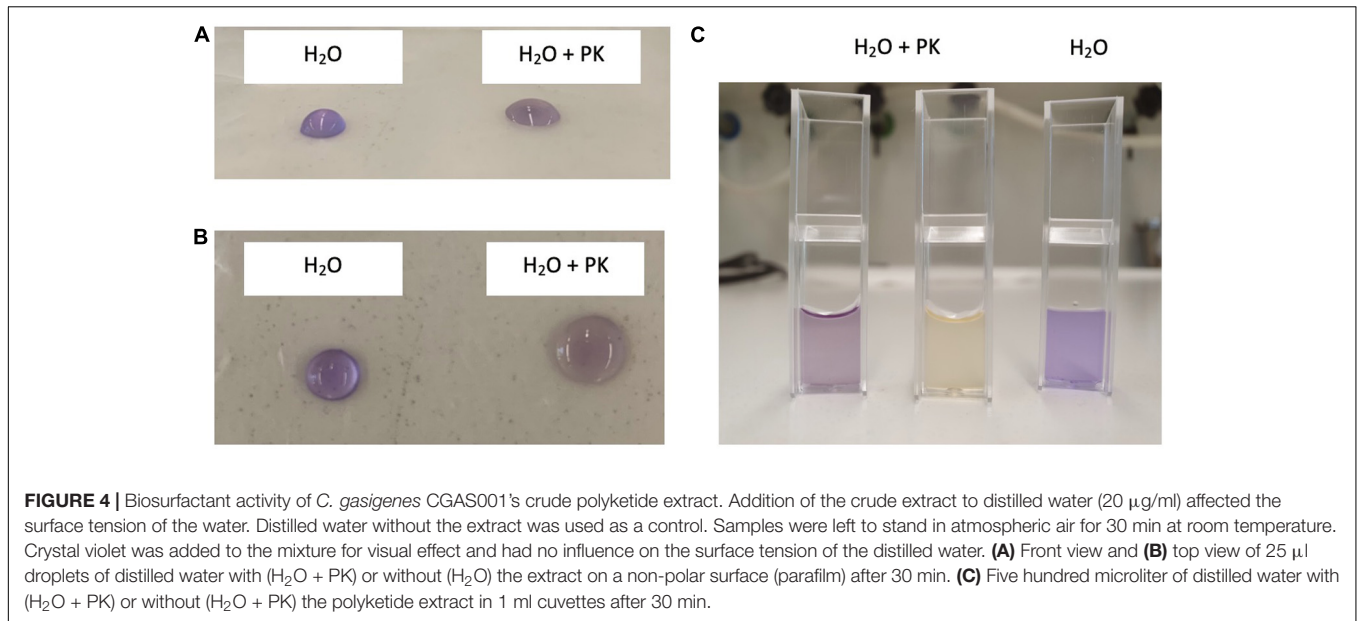 A
H₂O
H₂O + PK
B
H₂O
H₂O + PK
C
H₂O + PK
H₂O
FIGURE 4 | Biosurfactant activity of C. gasigenes CGAS001's crude polyketide extract. Addition of the crude extract to distilled water (20 μg/ml) affected the
surface tension of the water. Distilled water without the extract was used as a control. Samples were left to stand in atmospheric air for 30 min at room temperature.
Crystal violet was added to the mixture for visual effect and had no influence on the surface tension of the distilled water. (A) Front view and (B) top view of 25 μl
droplets of distilled water with (H₂O + PK) or without (H₂O) the extract on a non-polar surface (parafilm) after 30 min. (C) Five hundred microliter of distilled water with
(H₂O + PK) or without (H₂O + PK) the polyketide extract in 1 ml cuvettes after 30 min.